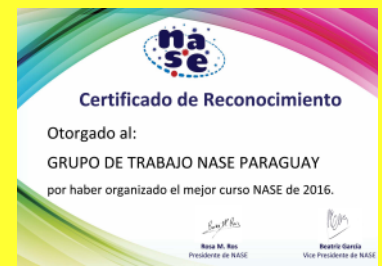 nase
Certificado de Reconocimiento
Otorgado al:
GRUPO DE TRABAJO NASE PARAGUAY
por haber organizado el mejor curso NASE de 2016.
Rosa M. Ros
Presidente de NASE
Beatriz García
Vice Presidente de NASE